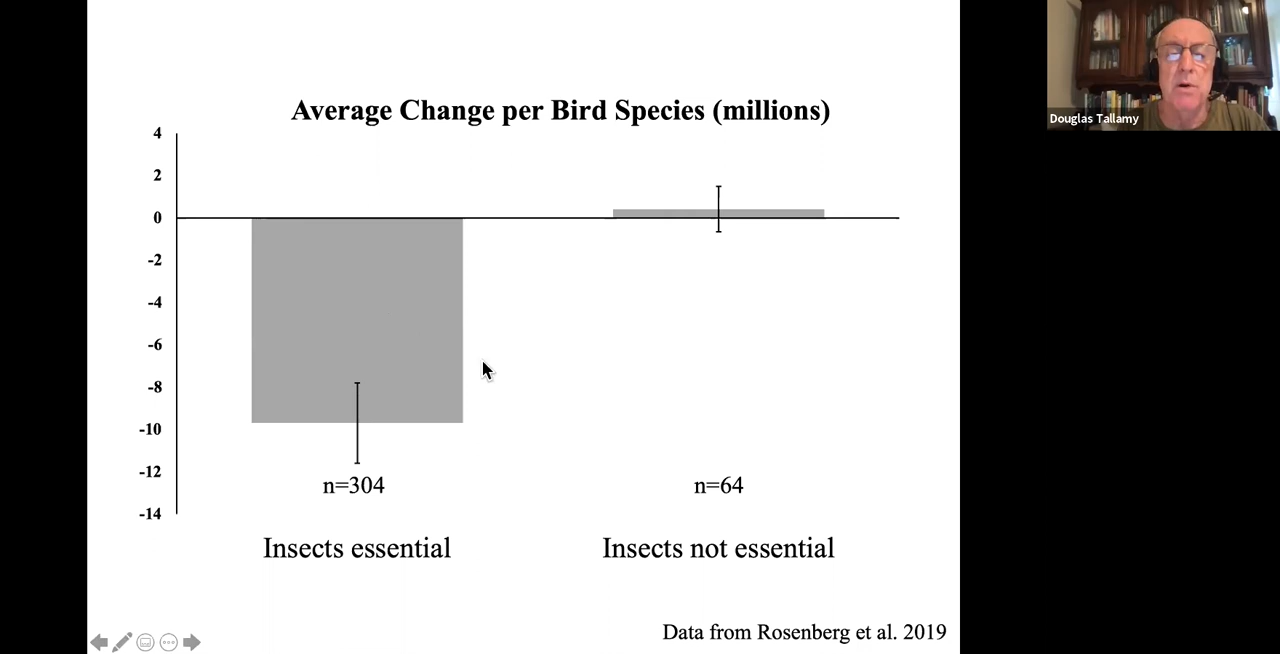 Average Change per Bird Species (millions)
4
2
0
-2
-4
-6
-8
-10
-12
-14
n=304
n=64
Insects essential
Insects not essential
Data from Rosenberg et al. 2019
Douglas Tallamy